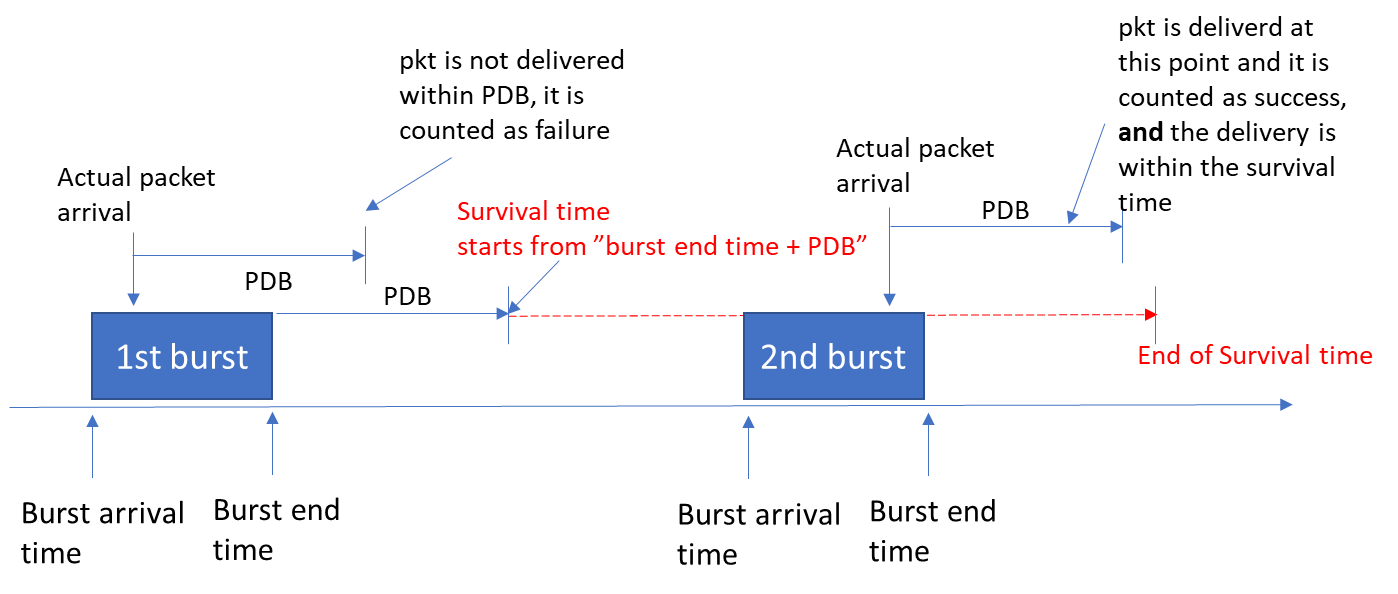 pkt is deliverd at
this point and it is
counted as success,
and the delivery is
within the survival
time
pkt is not delivered
within PDB, it is
counted as failure
Actual packet
arrival
Actual packet
arrival
Survival time
starts from ”burst end time + PDB”
PDB
PDB
PDB
1st burst
2nd burst
End of Survival time
Burst arrival
time
Burst end
time
Burst arrival
time
Burst end
time